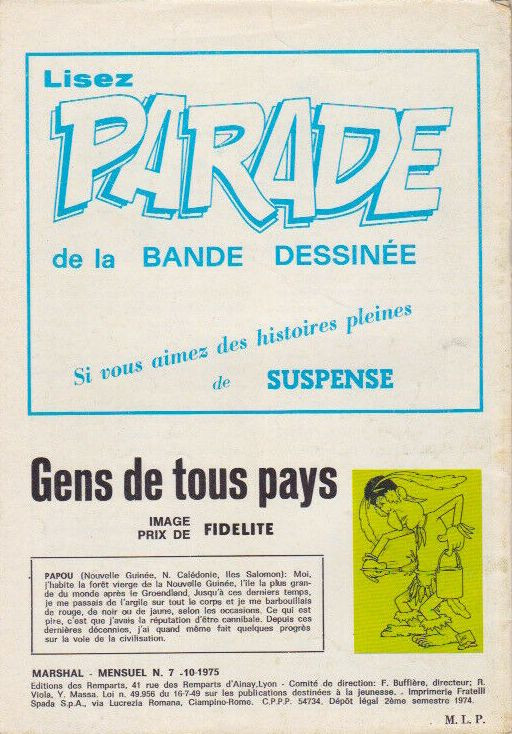 Lisez
PARADE
de la BANDE DESSINÉE
Si vous aimez des histoires pleines
de SUSPENSE
Gens de tous pays
IMAGE
PRIX DE FIDELITE
PAPOU (Nouvelle Guinée, N. Calédonie, Iles Salomon): Moi,
j'habite la forêt vierge de la Nouvelle Guinée, l'île la plus gran-
de du monde après le Groendland, Jusqu'à ces derniers temps,
je me passais de l'argile sur tout le corps et je me barbouillais
de rouge, de noir ou de jaune, selon les occasions. Ce qui est
pire, c'est que j'avais la réputation d'être cannibale. Depuis ces
dernières décennies, j'ai quand même fait quelques progrès
sur la voie de la civilisation.
MARSHAL - MENSUEL N. 7 -10-1975
Editions des Remparts, 41 rue des Remparts d'Ainay,Lyon - Comité de direction: F. Buffière, directeur; R.
Viola, Y. Massa. Loi n. 49.956 du 16-7-49 sur les publications destinées à la jeunesse. - Imprimerie Fratelli
Spada S.p.A., via Lucrezia Romana, Ciampino-Rome. C.P.P.P. 54734, Dépôt légal 2ème semestre 1974.
M. L. P.